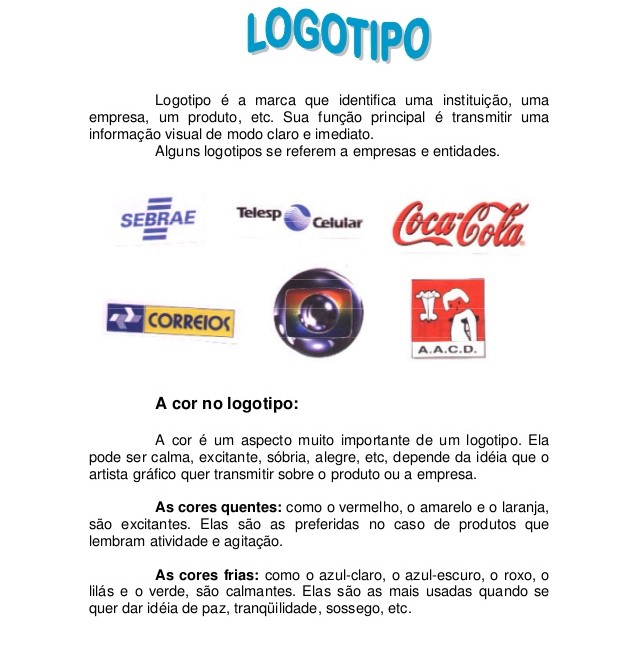 LOGOTIPO
Logotipo é a marca que identifica uma instituição, uma
empresa, um produto, etc. Sua função principal é transmitir uma
informação visual de modo claro e imediato.
Alguns logotipos se referem a empresas e entidades.
SEBRAE
Telesp Celular
Coca-Cola
CORREIOS
A.A.C.D.
A cor no logotipo:
A cor é um aspecto muito importante de um logotipo. Ela
pode ser calma, excitante, sóbria, alegre, etc, depende da idéia que o
artista gráfico quer transmitir sobre o produto ou a empresa.
As cores quentes: como o vermelho, o amarelo e o laranja,
são excitantes. Elas são as preferidas no caso de produtos que
lembram atividade e agitação.
As cores frias: como o azul-claro, o azul-escuro, o roxo, o
lilás e o verde, são calmantes. Elas são as mais usadas quando se
quer dar idéia de paz, tranqüilidade, sossego, etc.